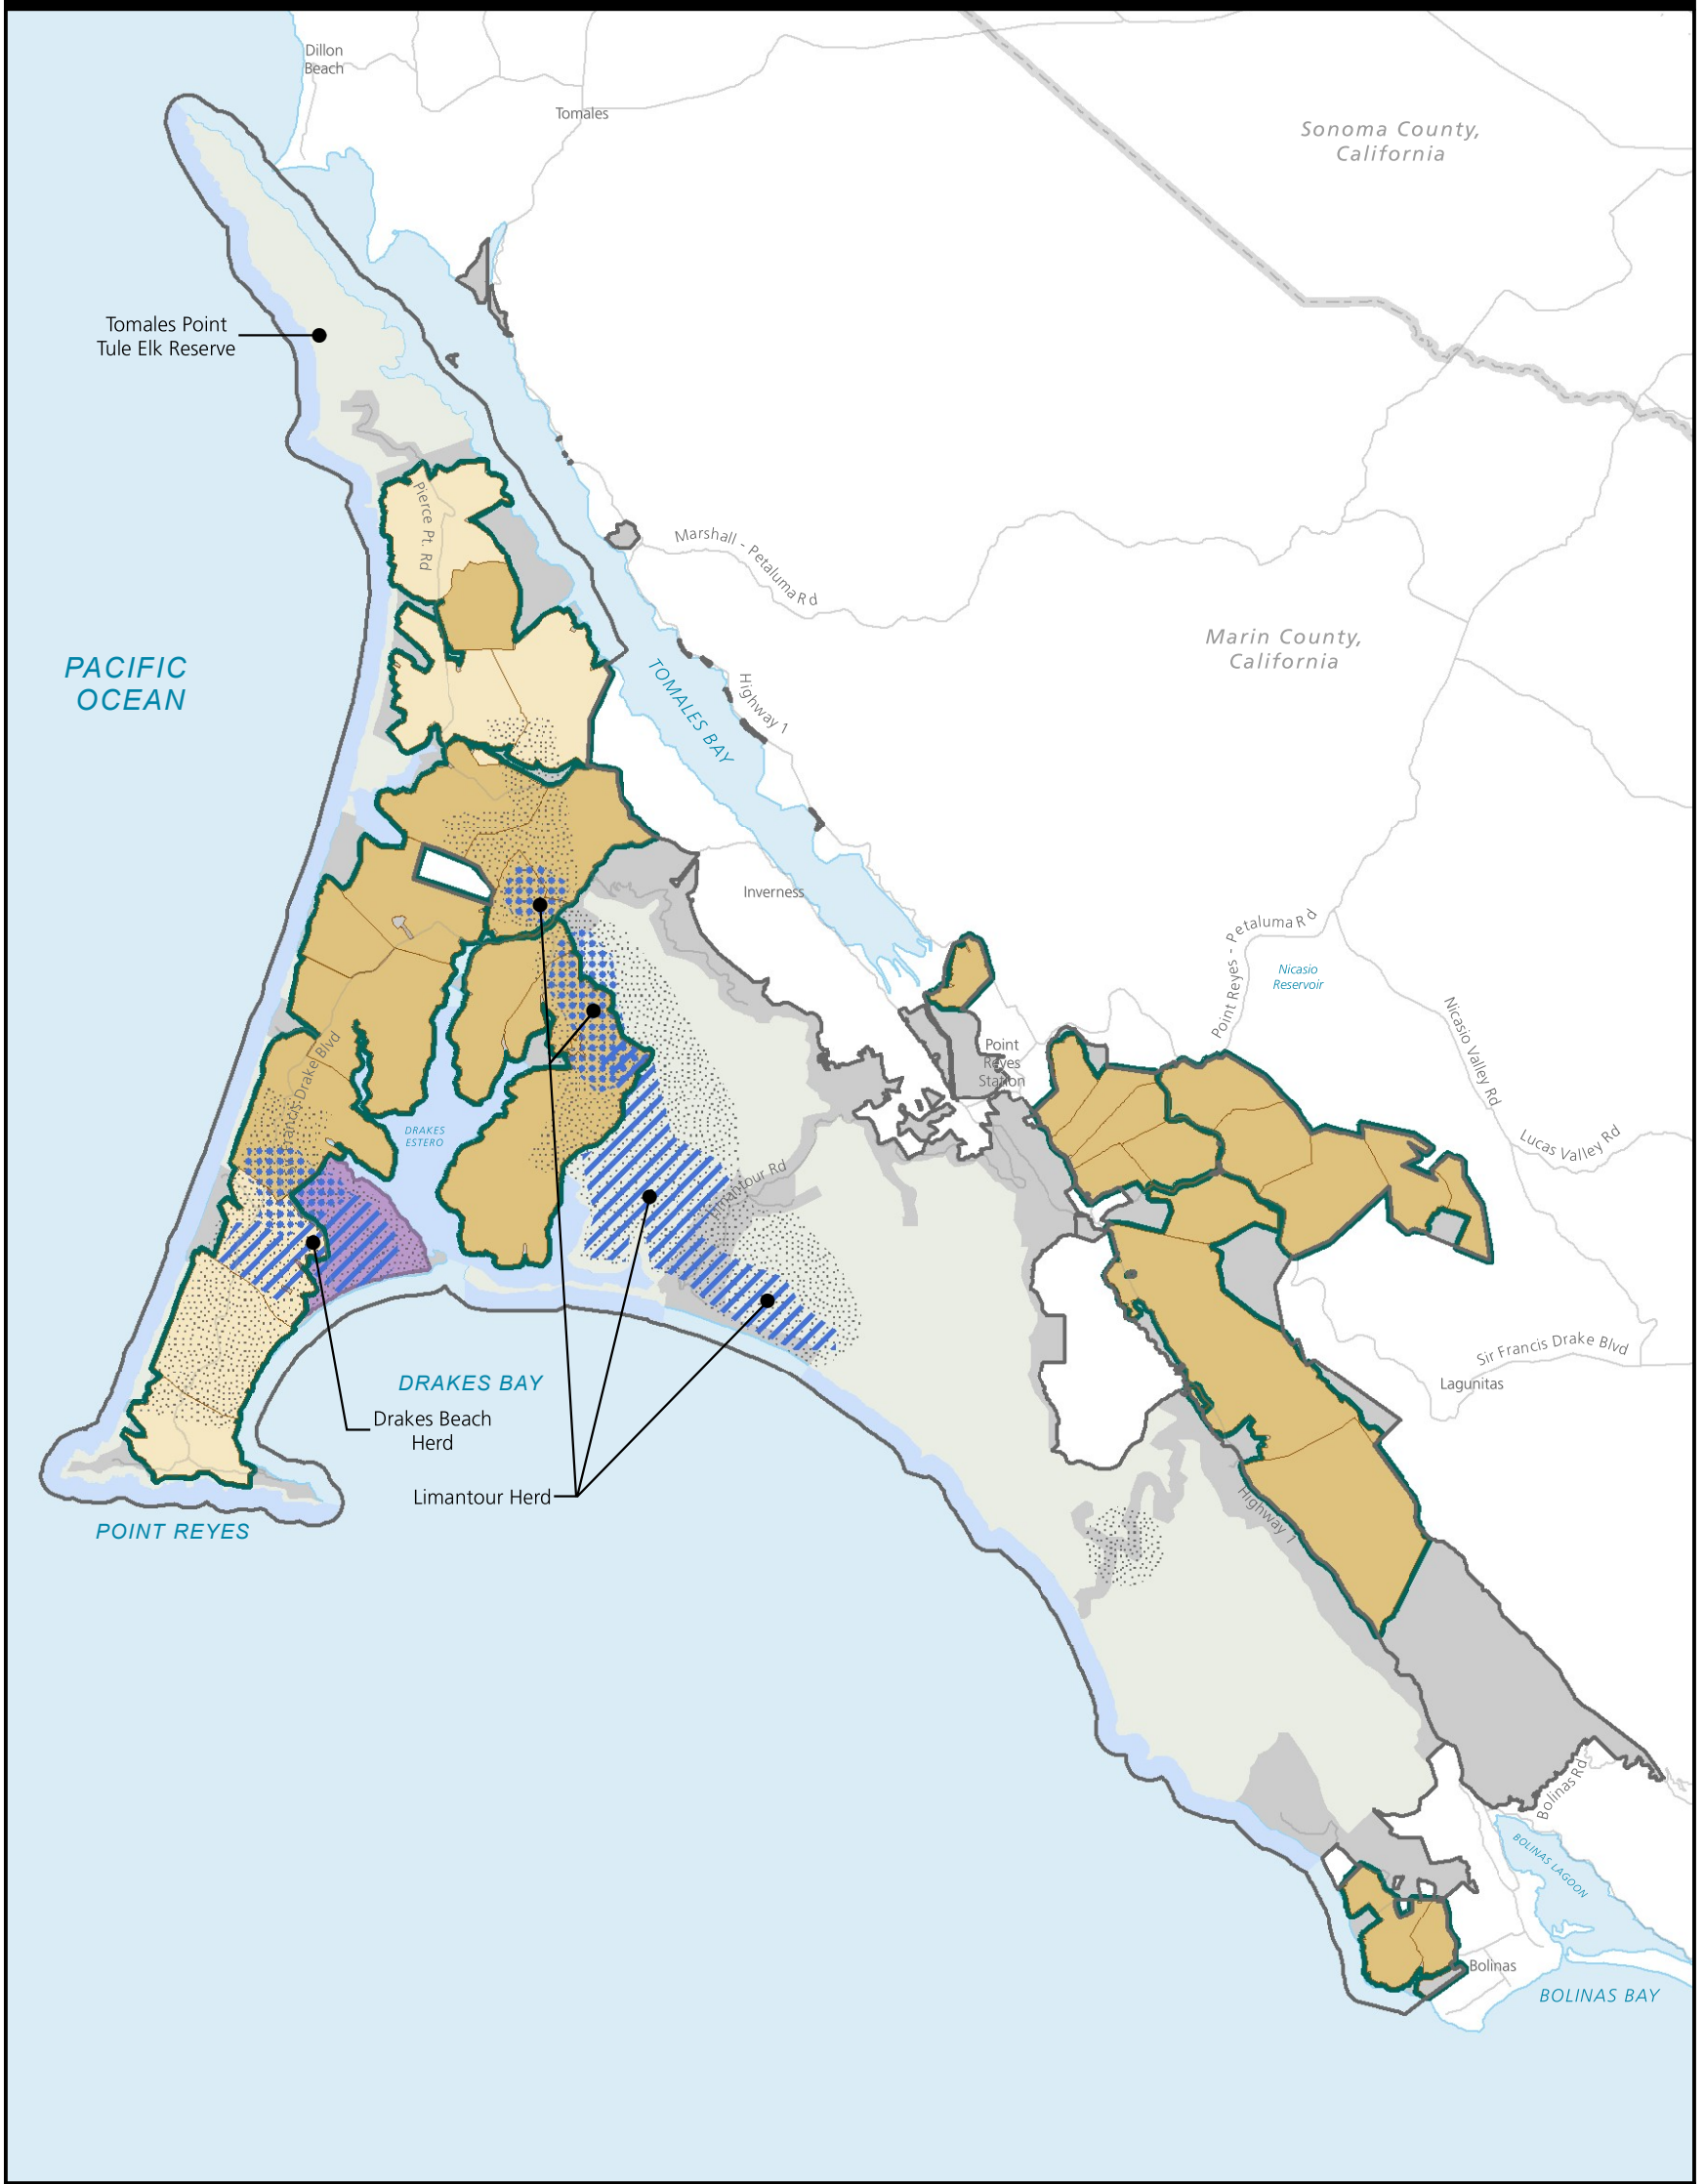 Dillon
Beach
Tomales
Sonoma County,
California
Tomales Point
Tule Elk Reserve
Pierce Pt. Rd
Marshall - Petaluma Rd
Marin County,
California
PACIFIC
OCEAN
TOMALES BAY
Highway 1
Inverness
Point Reyes - Petaluma Rd
Nicasio
Reservoir
Nicasio Valley Rd
Point
Reyes
Station
Drake Blvd
DRAKES
ESTERO
Lucas Valley Rd
Limantour Rd
Sir Francis Drake Blvd
Lagunitas
DRAKES BAY
Drakes Beach
Herd
Limantour Herd
POINT REYES
Highway 1
Bolinas Rd
BOLINAS LAGOON
Bolinas
BOLINAS BAY